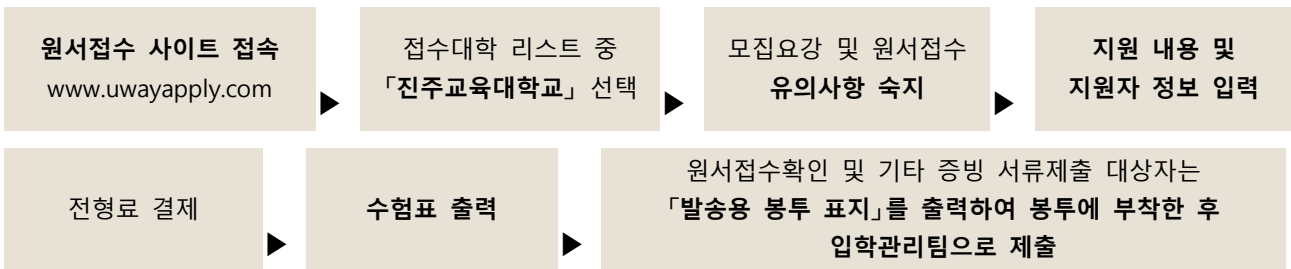 원서접수 사이트 접속
www.uwayapply.com
접수대학 리스트 중
「진주교육대학교」 선택
모집요강 및 원서접수
유의사항 숙지
지원 내용 및
지원자 정보 입력
전형료 결제
수험표 출력
원서접수확인 및 기타 증빙 서류제출 대상자는
「발송용 봉투 표지」를 출력하여 봉투에 부착한 후
입학관리팀으로 제출